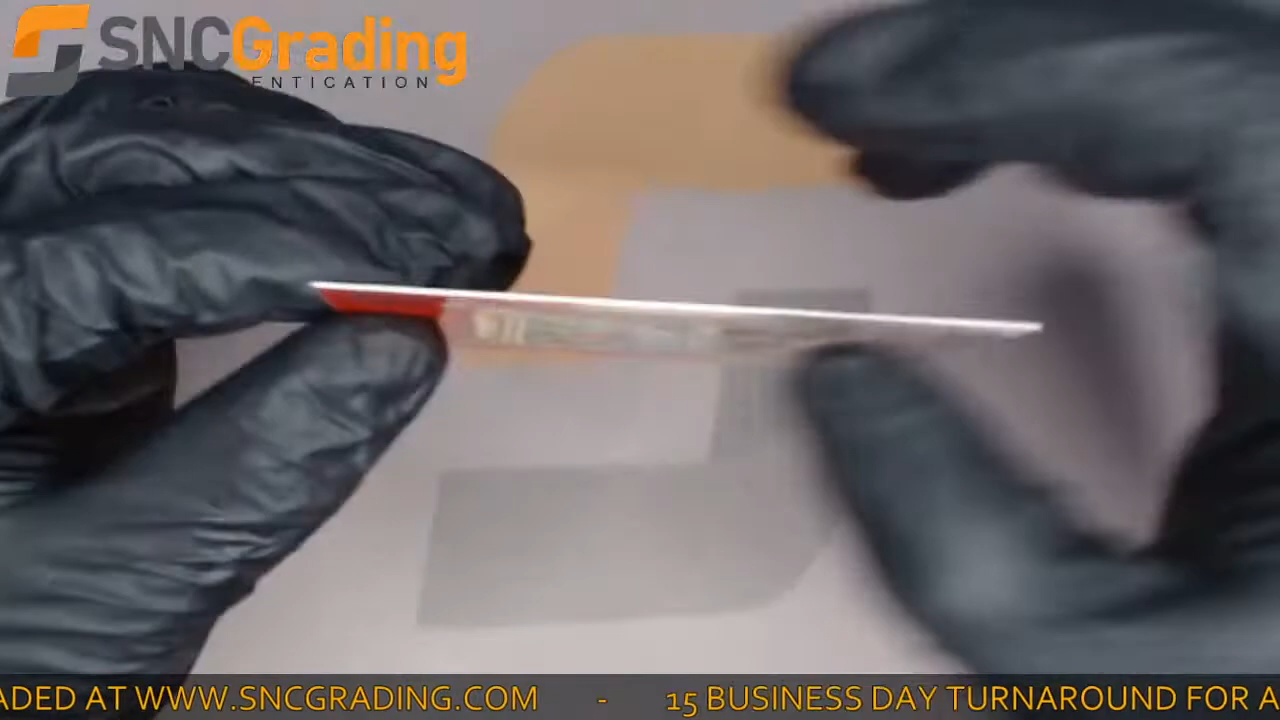 SNCGrading
ENTICATION
ADED AT WWW.SNCGRADING.COM - 15 BUSINESS DAY TURNAROUND FOR A